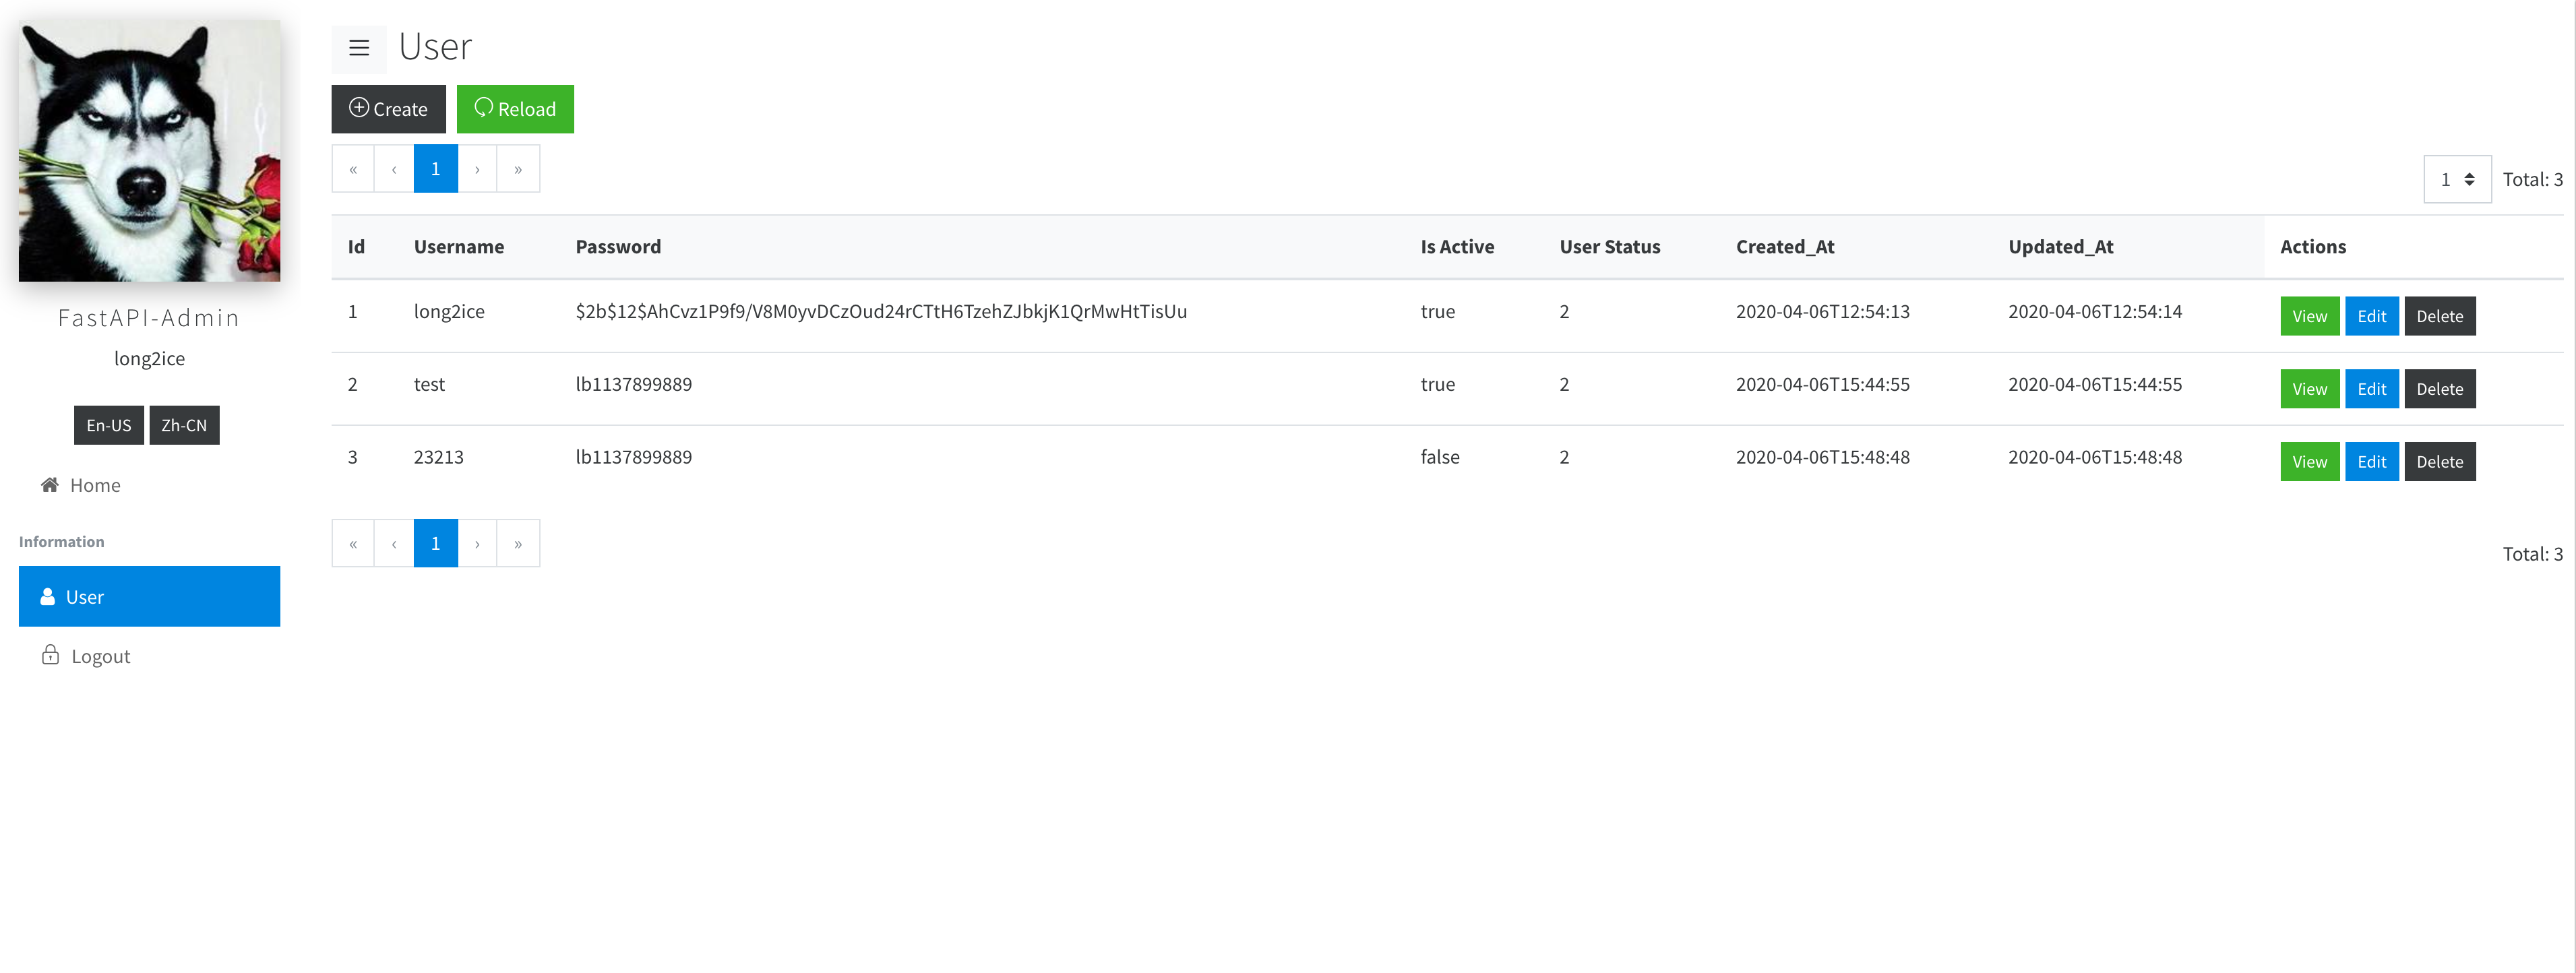 FastAPI-Admin
long2ice
En-US Zh-CN
Home
Information
User
Logout
User
Create Reload
« ‹ 1 › »
1 Total: 3
Id Username Password Is Active User Status Created_At Updated_At Actions
1 long2ice $2b$12$AhCvz1P9f9/V8M0yvDCzOud24rCTtH6TzehZJbkjK1QrMwHtTisUu true 2 2020-04-06T12:54:13 2020-04-06T12:54:14 View Edit Delete
2 test lb1137899889 true 2 2020-04-06T15:44:55 2020-04-06T15:44:55 View Edit Delete
3 23213 lb1137899889 false 2 2020-04-06T15:48:48 2020-04-06T15:48:48 View Edit Delete
« ‹ 1 › »
Total: 3